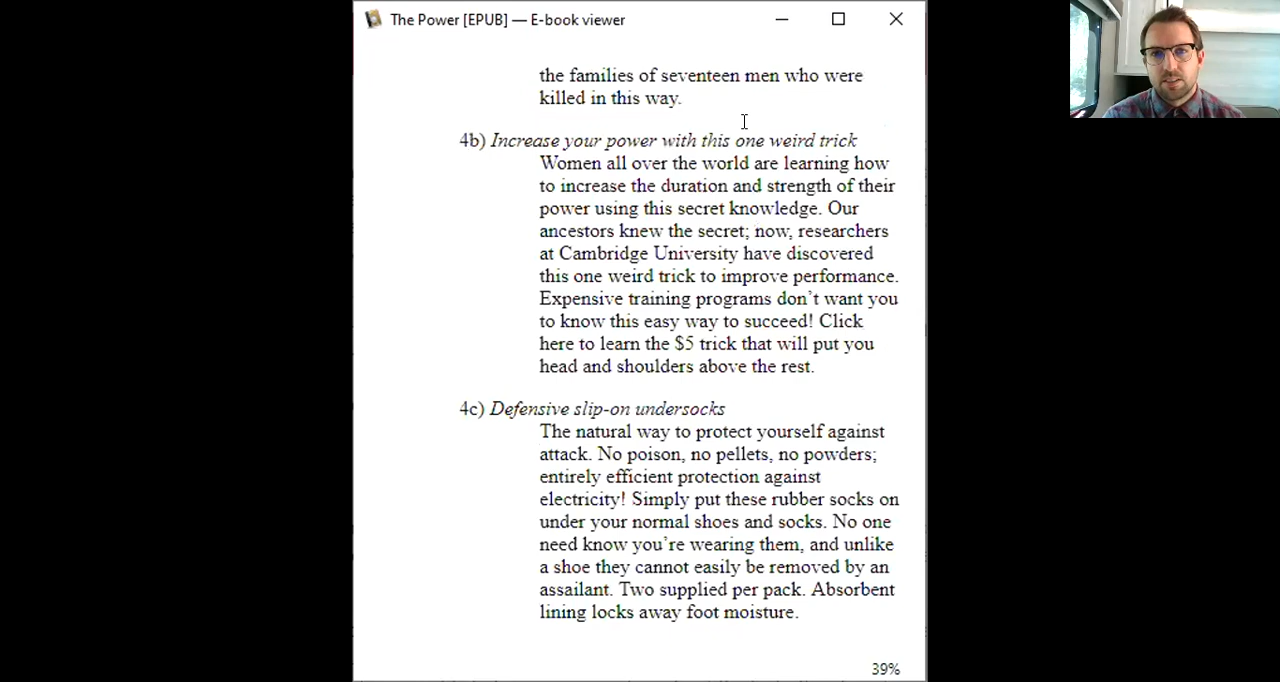 The Power [EPUB] — E-book viewer
the families of seventeen men who were
killed in this way.
4b) Increase your power with this one weird trick
Women all over the world are learning how
to increase the duration and strength of their
power using this secret knowledge. Our
ancestors knew the secret; now, researchers
at Cambridge University have discovered
this one weird trick to improve performance.
Expensive training programs don’t want you
to know this easy way to succeed! Click
here to learn the $5 trick that will put you
head and shoulders above the rest.
4c) Defensive slip-on undersocks
The natural way to protect yourself against
attack. No poison, no pellets, no powders;
entirely efficient protection against
electricity! Simply put these rubber socks on
under your normal shoes and socks. No one
need know you’re wearing them, and unlike
a shoe they cannot easily be removed by an
assailant. Two supplied per pack. Absorbent
lining locks away foot moisture.
39%